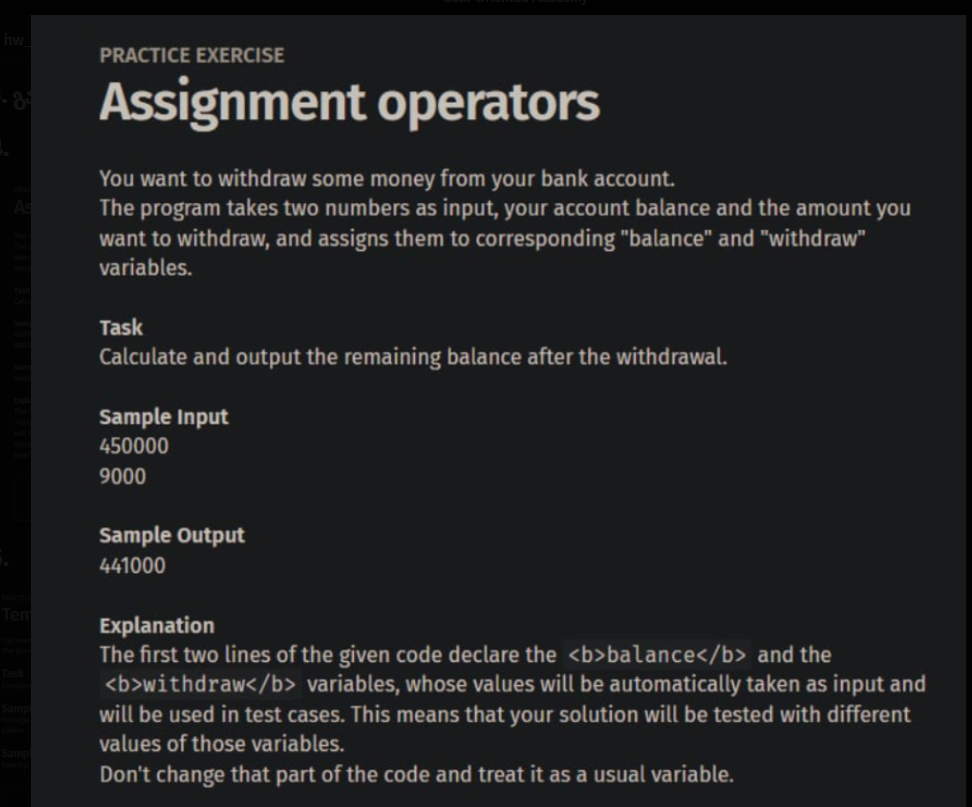 hw_
PRACTICE EXERCISE
Assignment operators
You want to withdraw some money from your bank account.
The program takes two numbers as input, your account balance and the amount you
want to withdraw, and assigns them to corresponding "balance" and "withdraw"
variables.
Task
Calculate and output the remaining balance after the withdrawal.
Sample Input
450000
9000
Sample Output
441000
Explanation
The first two lines of the given code declare the <b>balance</b> and the
<b>withdraw</b> variables, whose values will be automatically taken as input and
will be used in test cases. This means that your solution will be tested with different
values of those variables.
Don't change that part of the code and treat it as a usual variable.